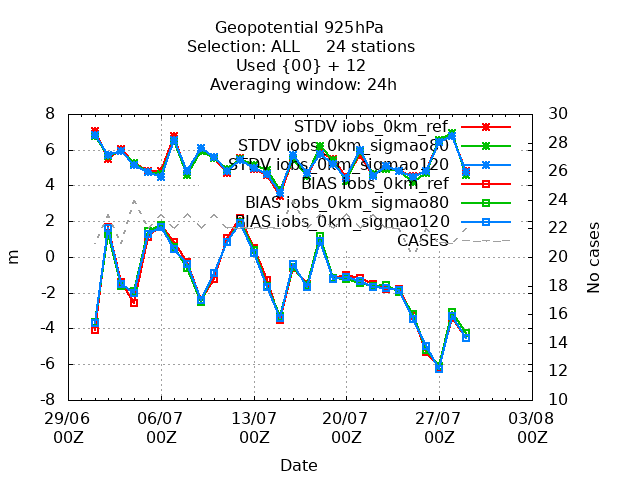 Geopotential 925hPa
Selection: ALL     24 stations
Used {00} + 12
Averaging window: 24h
STDV iobs_0km_ref
STDV iobs_0km_sigmao80
STDV iobs_0km_sigmao120
BIAS iobs_0km_ref
BIAS iobs_0km_sigmao80
BIAS iobs_0km_sigmao120
CASES
8
6
4
2
0
-2
-4
-6
-8
m
30
28
26
24
22
20
18
16
14
12
10
No cases
29/06 06/07 13/07 20/07 27/07 03/08
00Z 00Z 00Z 00Z 00Z 00Z
Date